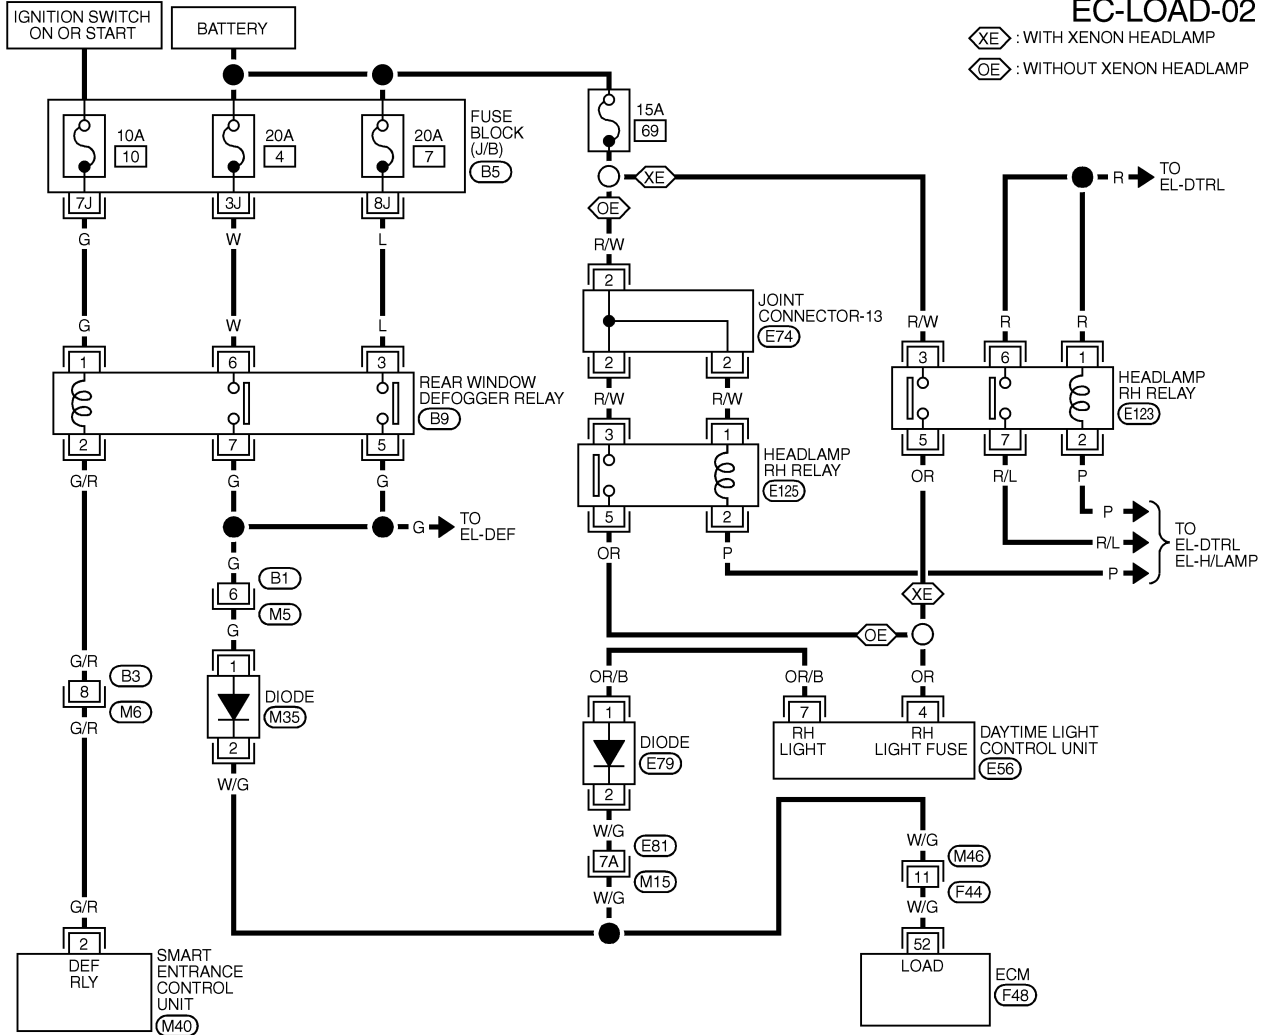 EC-LOAD-02
IGNITION SWITCH
ON OR START
BATTERY
XE : WITH XENON HEADLAMP
OE : WITHOUT XENON HEADLAMP
10A
10
20A
4
20A
7
FUSE
BLOCK
(J/B)
B5
15A
69
XE
OE
R
TO
EL-DTRL
7J
3J
8J
G
W
L
R/W
2
JOINT
CONNECTOR-13
E74
G
W
L
R/W
R
R
1
6
3
2
2
3
6
1
REAR WINDOW
DEFOGGER RELAY
B9
R/W
R/W
HEADLAMP
RH RELAY
E123
2
7
5
3
1
5
7
2
G/R
G
G
HEADLAMP
RH RELAY
E125
OR
R/L
P
5
2
G
TO
EL-DEF
OR
P
P
R/L
P
TO
EL-DTRL
EL-H/LAMP
G
B1
6
M5
G
XE
OE
G/R
B3
8
M6
G/R
1
DIODE
M35
2
W/G
OR/B
OR/B
OR
1
7
4
DIODE
E79
RH
LIGHT
RH
LIGHT FUSE
DAYTIME LIGHT
CONTROL UNIT
E56
2
W/G
E81
7A
M15
W/G
W/G
M46
11
F44
W/G
G/R
2
DEF
RLY
SMART
ENTRANCE
CONTROL
UNIT
M40
52
LOAD
ECM
F48